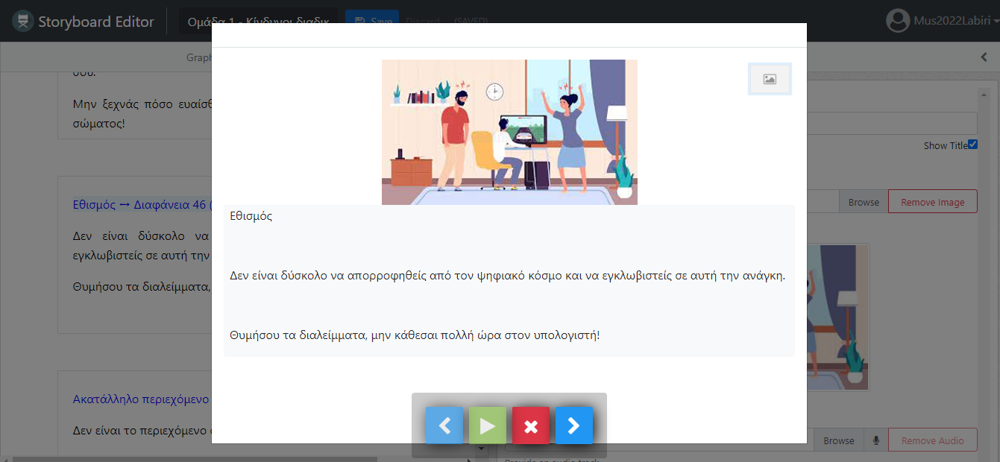 Storyboard Editor
Ομάδα 1 - Κίνδυνοι διαδικ
Save
Discard
(SAVED)
Mus2022Labiri
Graph
σου.
Μην ξεχνάς πόσο ευαίσθ
σώματος!
Show Title
Εθισμός
Εθισμός ↔ Διαφάνεια 46 (
Browse
Remove Image
Δεν είναι δύσκολο να
εγκλωβιστείς σε αυτή την
Δεν είναι δύσκολο να απορροφηθείς από τον ψηφιακό κόσμο και να εγκλωβιστείς σε αυτή την ανάγκη.
Θυμήσου τα διαλείμματα,
Θυμήσου τα διαλείμματα, μην κάθεσαι πολλή ώρα στον υπολογιστή!
Ακατάλληλο περιεχόμενο
Δεν είναι το περιεχόμενο
Browse
Remove Audio
Provide an audio track